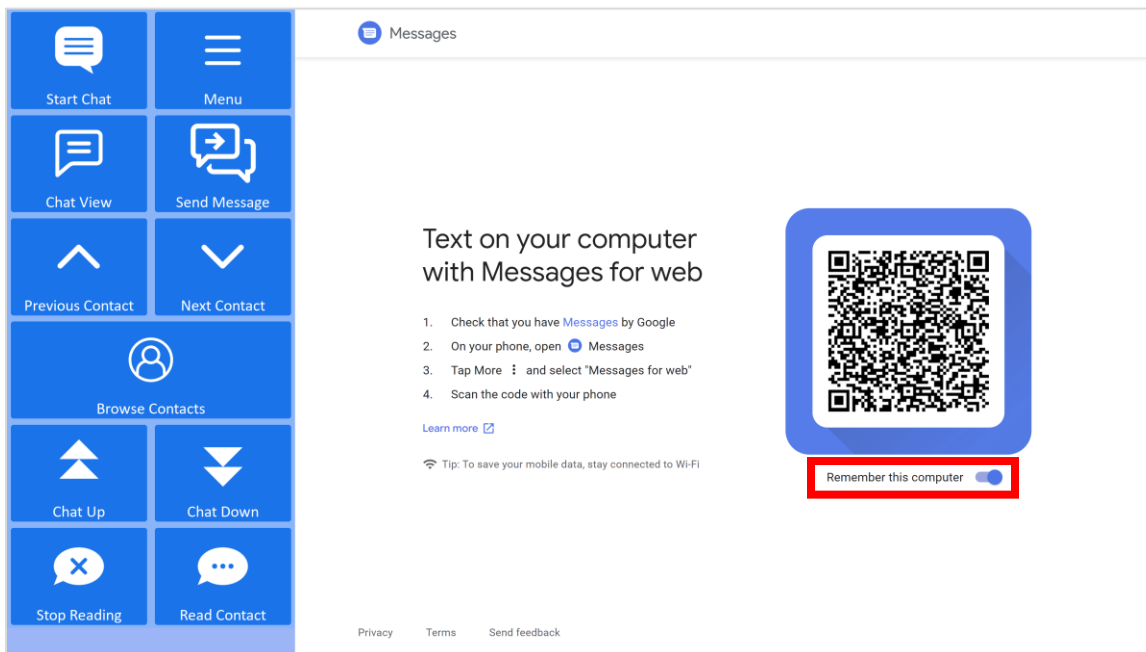 Start Chat
Menu
Chat View
Send Message
Previous Contact
Next Contact
Browse Contacts
Chat Up
Chat Down
Stop Reading
Read Contact
Messages
Text on your computer
with Messages for web
1. Check that you have Messages by Google
2. On your phone, open Messages
3. Tap More and select "Messages for web"
4. Scan the code with your phone
Learn more
Tip: To save your mobile data, stay connected to Wi-Fi
Remember this computer
Privacy Terms Send feedback